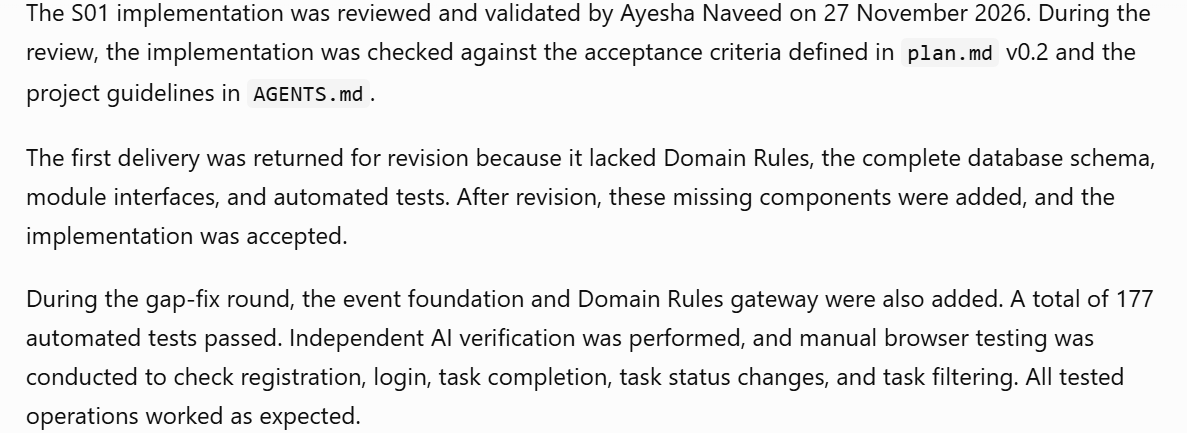 The S01 implementation was reviewed and validated by Ayesha Naveed on 27 November 2026. During the
review, the implementation was checked against the acceptance criteria defined in plan.md v0.2 and the
project guidelines in AGENTS.md.
The first delivery was returned for revision because it lacked Domain Rules, the complete database schema,
module interfaces, and automated tests. After revision, these missing components were added, and the
implementation was accepted.
During the gap-fix round, the event foundation and Domain Rules gateway were also added. A total of 177
automated tests passed. Independent AI verification was performed, and manual browser testing was
conducted to check registration, login, task completion, task status changes, and task filtering. All tested
operations worked as expected.